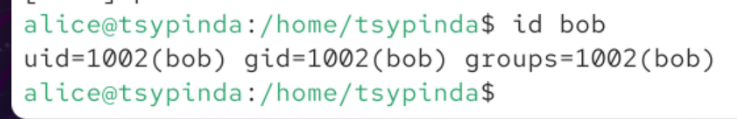 alice@tsypinda:/home/tsypinda$ id bob
uid=1002(bob) gid=1002(bob) groups=1002(bob)
alice@tsypinda:/home/tsypinda$